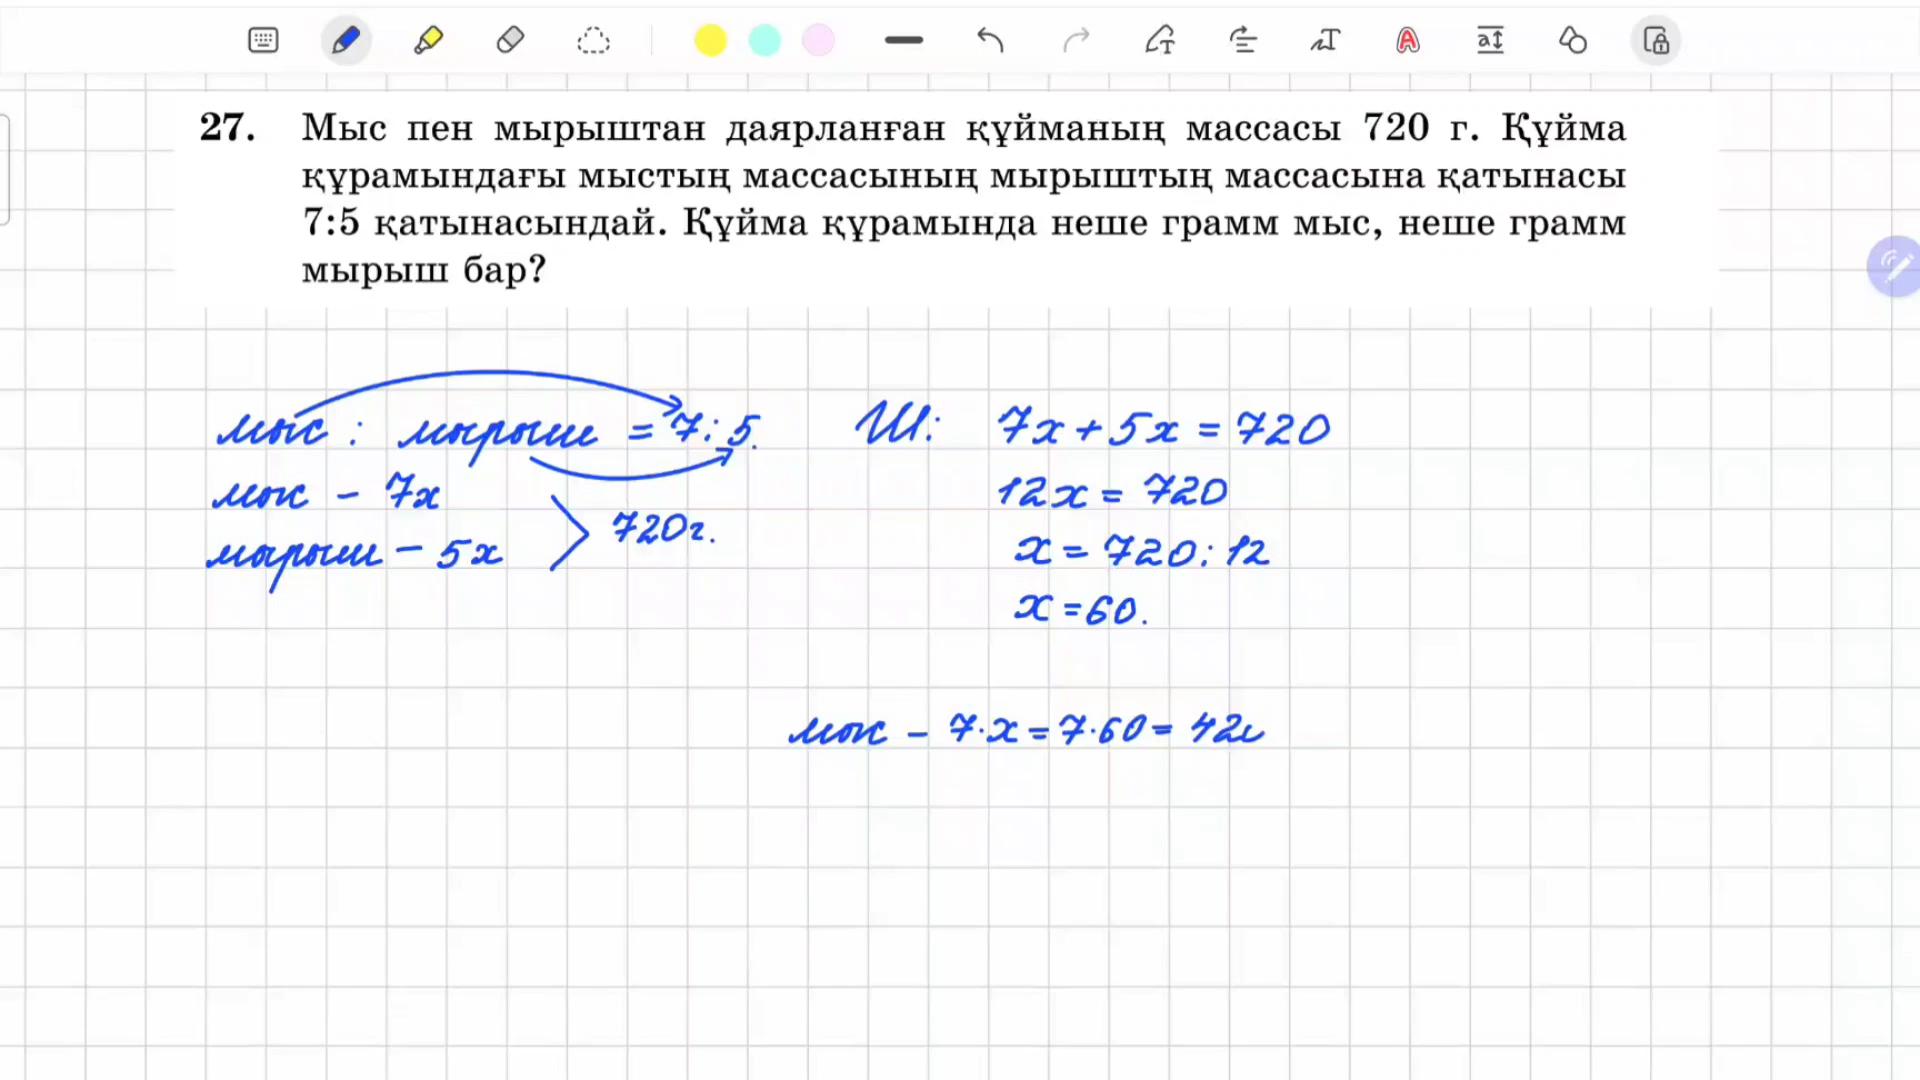 27. Мыс пен мырыштан даярланған құйманың массасы 720 г. Құйма
құрамындағы мыстың массасының мырыштың массасына қатынасы
7:5 қатынасындай. Құйма құрамында неше грамм мыс, неше грамм
мырыш бар?
мыс : мырыш = 7:5.
мыс – 7x
мырыш – 5x
720г.
Ш: 7x+5x=720
12x=720
x=720:12
x=60.
мыс – 7·x=7·60=42